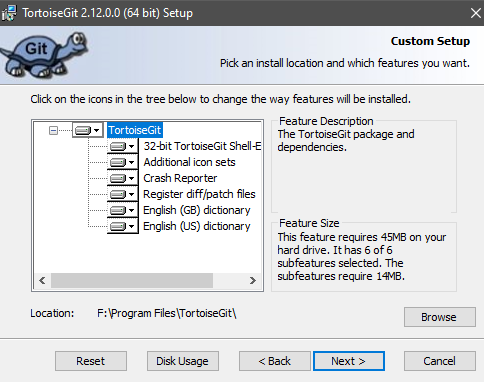 TortoiseGit 2.12.0.0 (64 bit) Setup
Git
Custom Setup
Pick an install location and which features you want.
Click on the icons in the tree below to change the way features will be installed.
TortoiseGit
32-bit TortoiseGit Shell-E
Additional icon sets
Crash Reporter
Register diff/patch files
English (GB) dictionary
English (US) dictionary
Feature Description
The TortoiseGit package and
dependencies.
Feature Size
This feature requires 45MB on your
hard drive. It has 6 of 6
subfeatures selected. The
subfeatures require 14MB.
Location:
F:\Program Files\TortoiseGit\
Browse
Reset
Disk Usage
< Back
Next >
Cancel